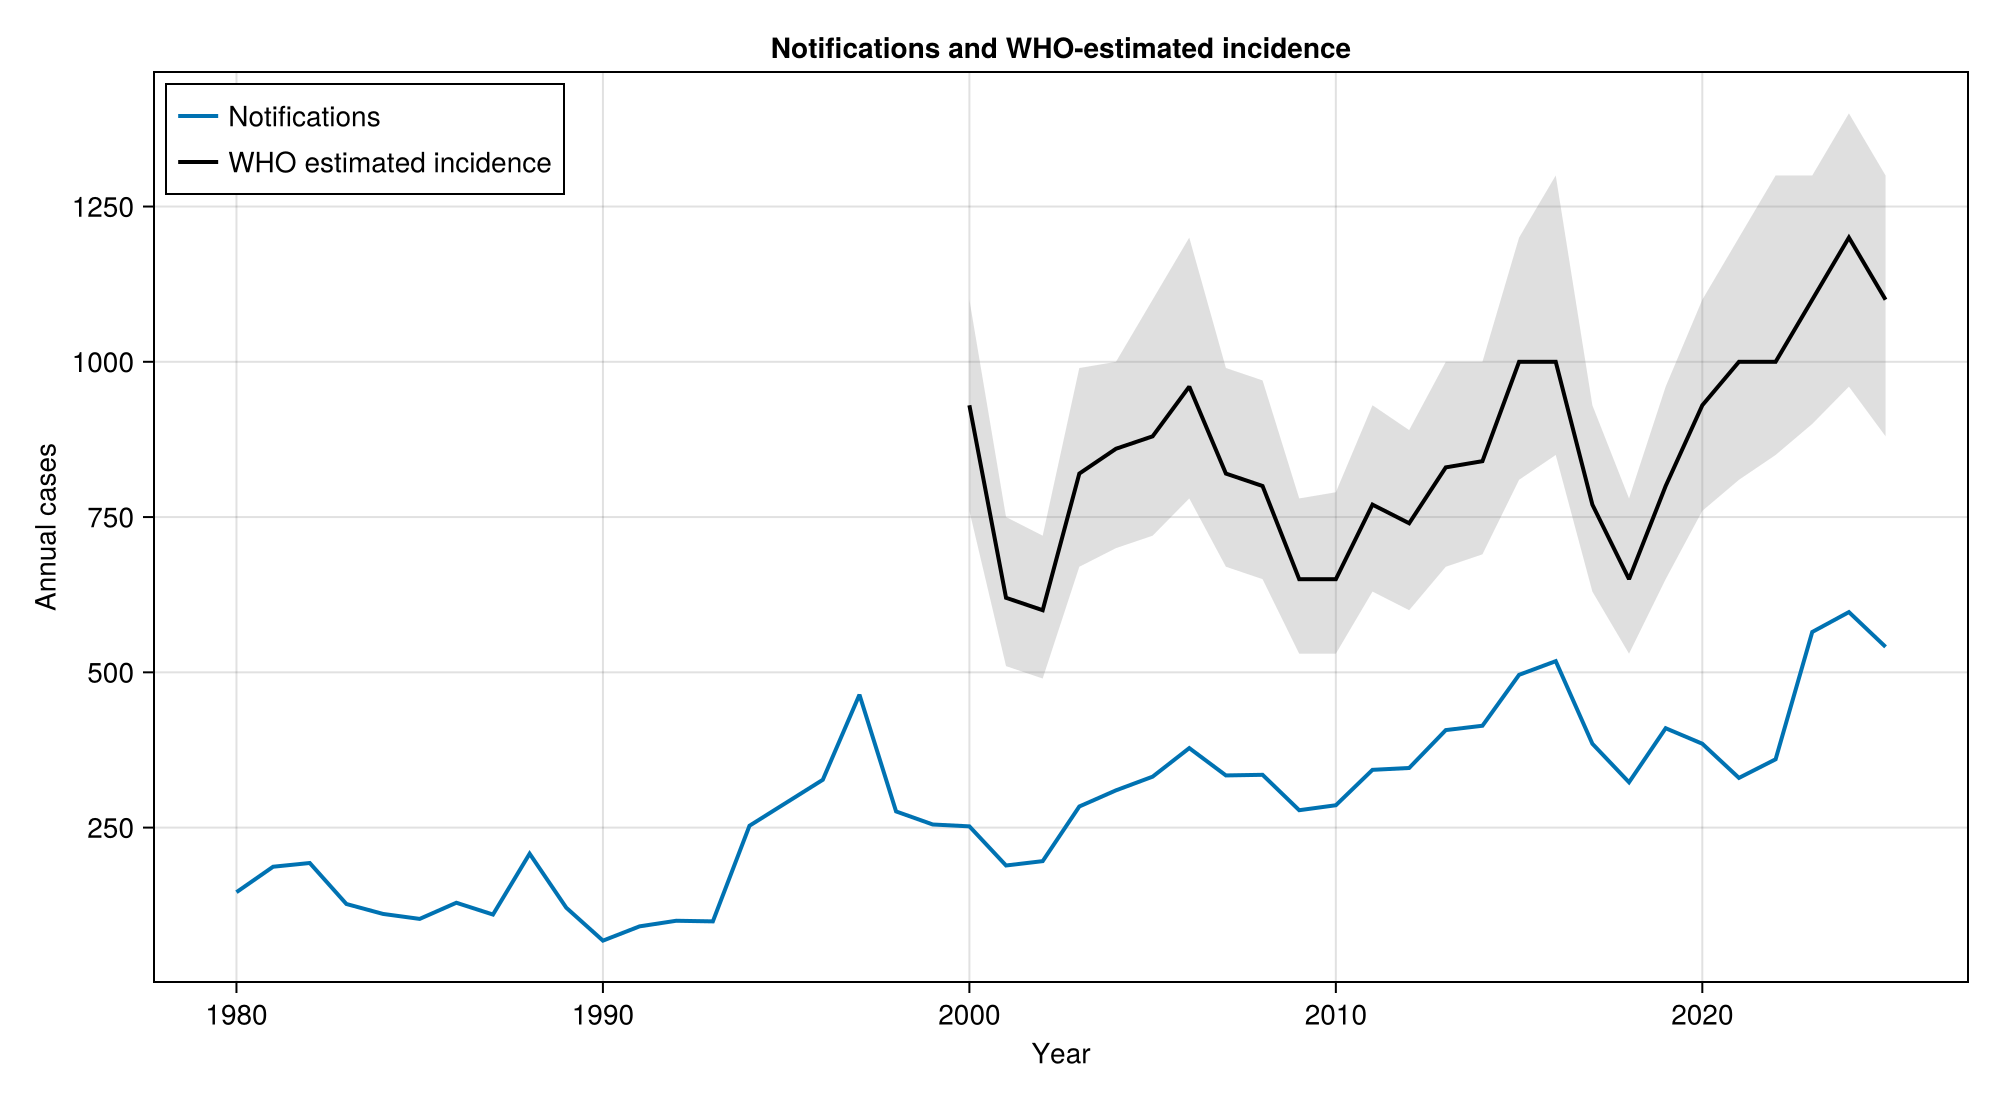 Notifications and WHO-estimated incidence
Notifications
WHO estimated incidence
1250
1000
750
500
250
Annual cases
1980 1990 2000 2010 2020
Year